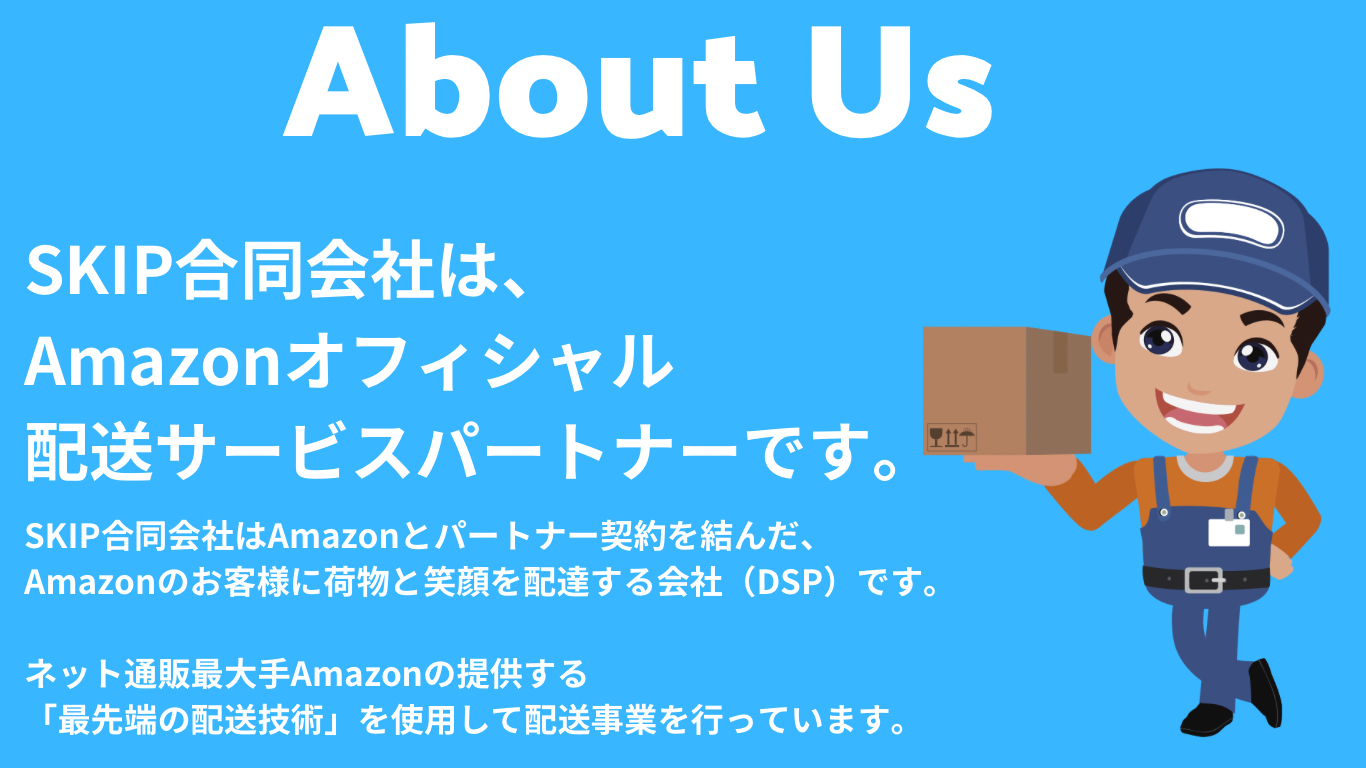 About Us
SKIP合同会社は、
Amazonオフィシャル
配送サービスパートナーです。
SKIP合同会社はAmazonとパートナー契約を結んだ、
Amazonのお客様に荷物と笑顔を配達する会社（DSP）です。
ネット通販最大手Amazonの提供する
「最先端の配送技術」を使用して配送事業を行っています。